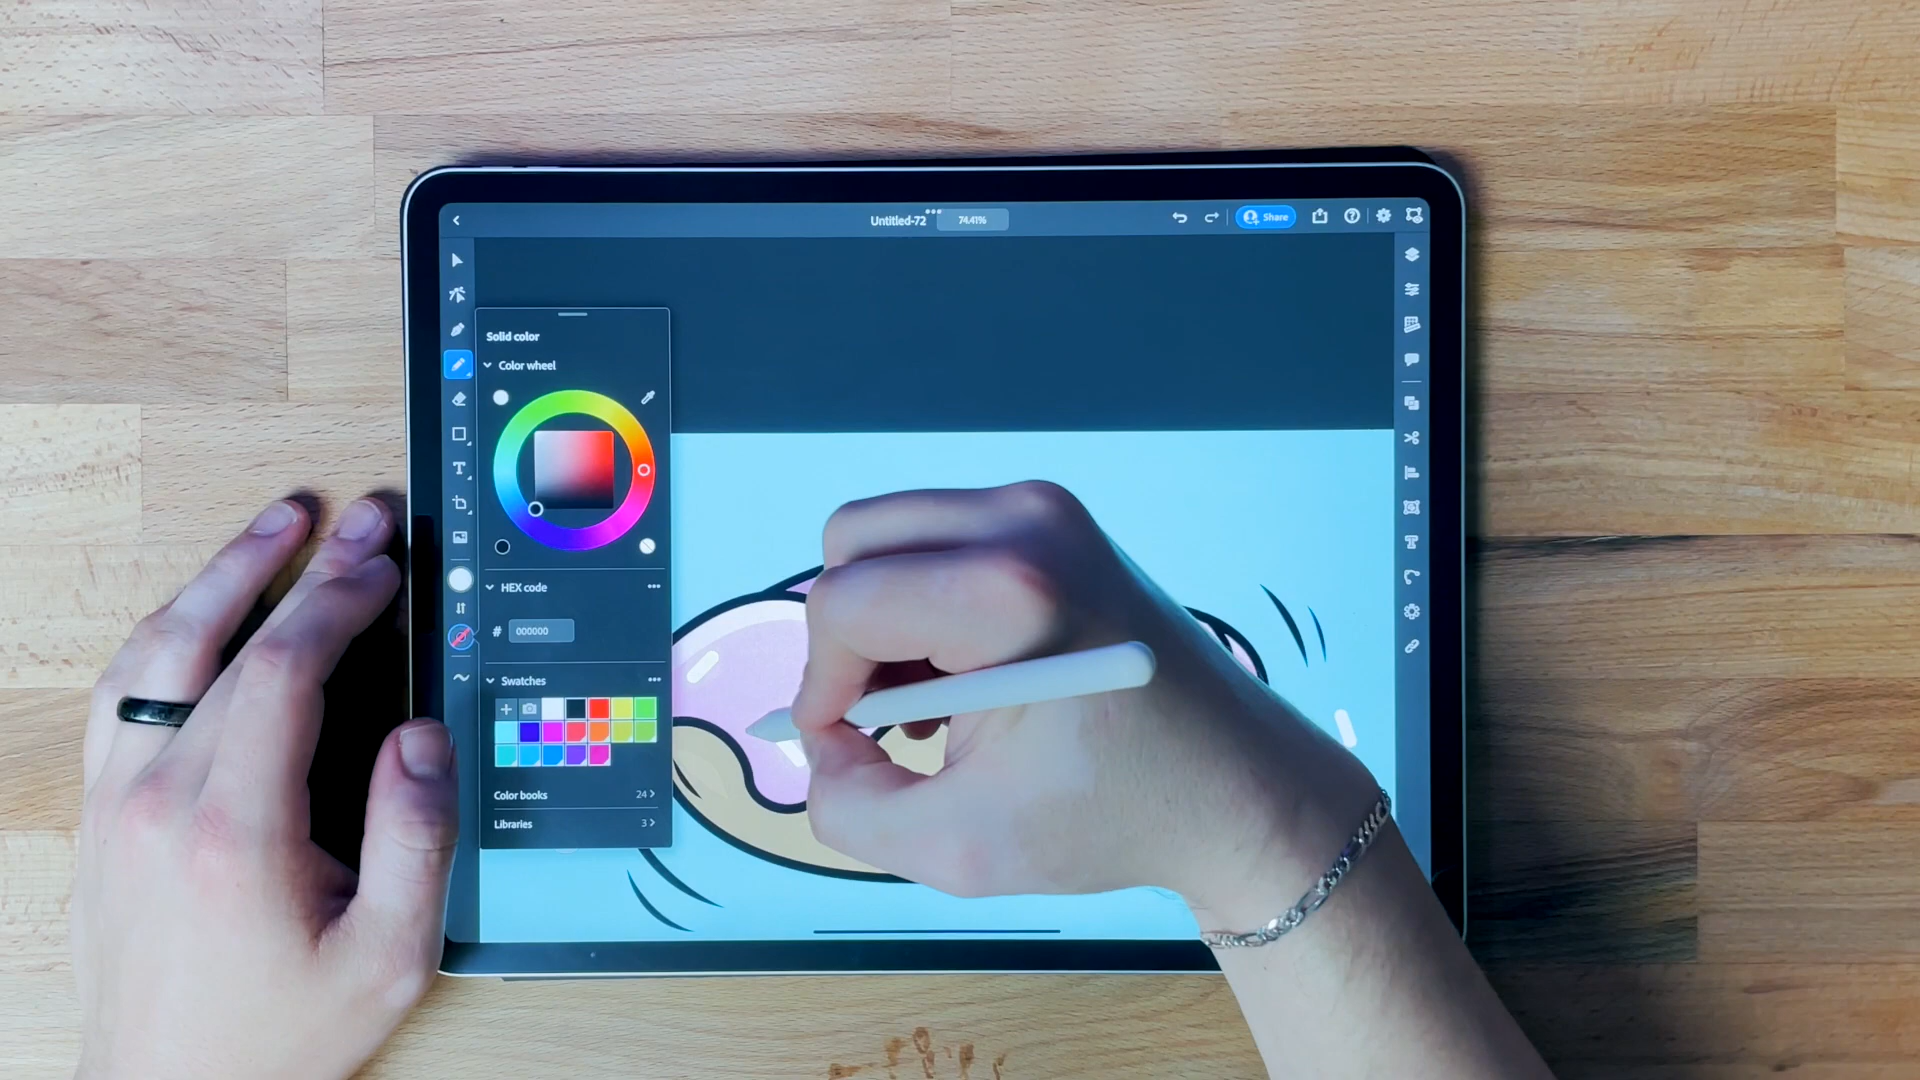 Untitled-72
74.41%
Share
Solid color
Color wheel
HEX code
# 000000
Swatches
Color books 24
Libraries 3